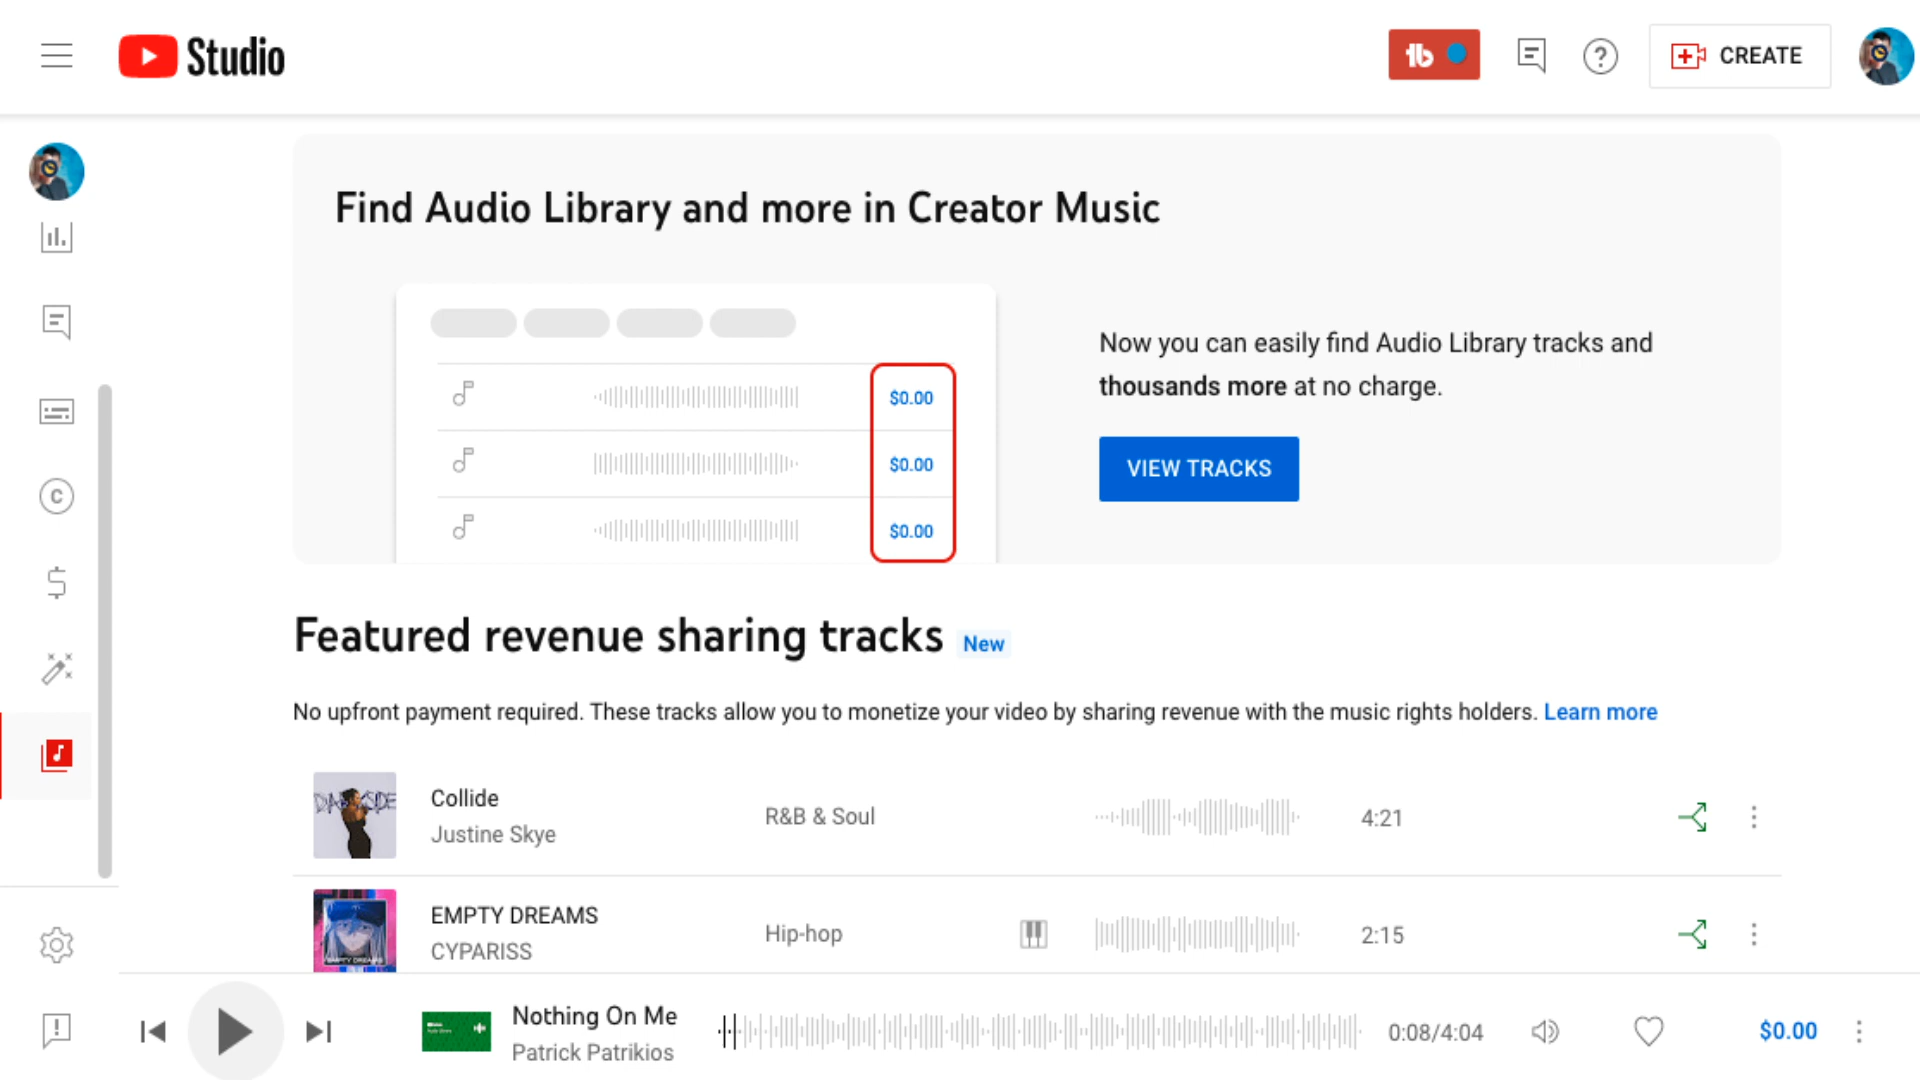 Studio
CREATE
Find Audio Library and more in Creator Music
Now you can easily find Audio Library tracks and
thousands more at no charge.
$0.00
$0.00
$0.00
VIEW TRACKS
Featured revenue sharing tracks New
No upfront payment required. These tracks allow you to monetize your video by sharing revenue with the music rights holders. Learn more
DARKSIDE
Collide
Justine Skye
R&B & Soul
4:21
EMPTY DREAMS
EMPTY DREAMS
CYPARISS
Hip-hop
2:15
Nothing On Me
Patrick Patrikios
0:08/4:04
$0.00